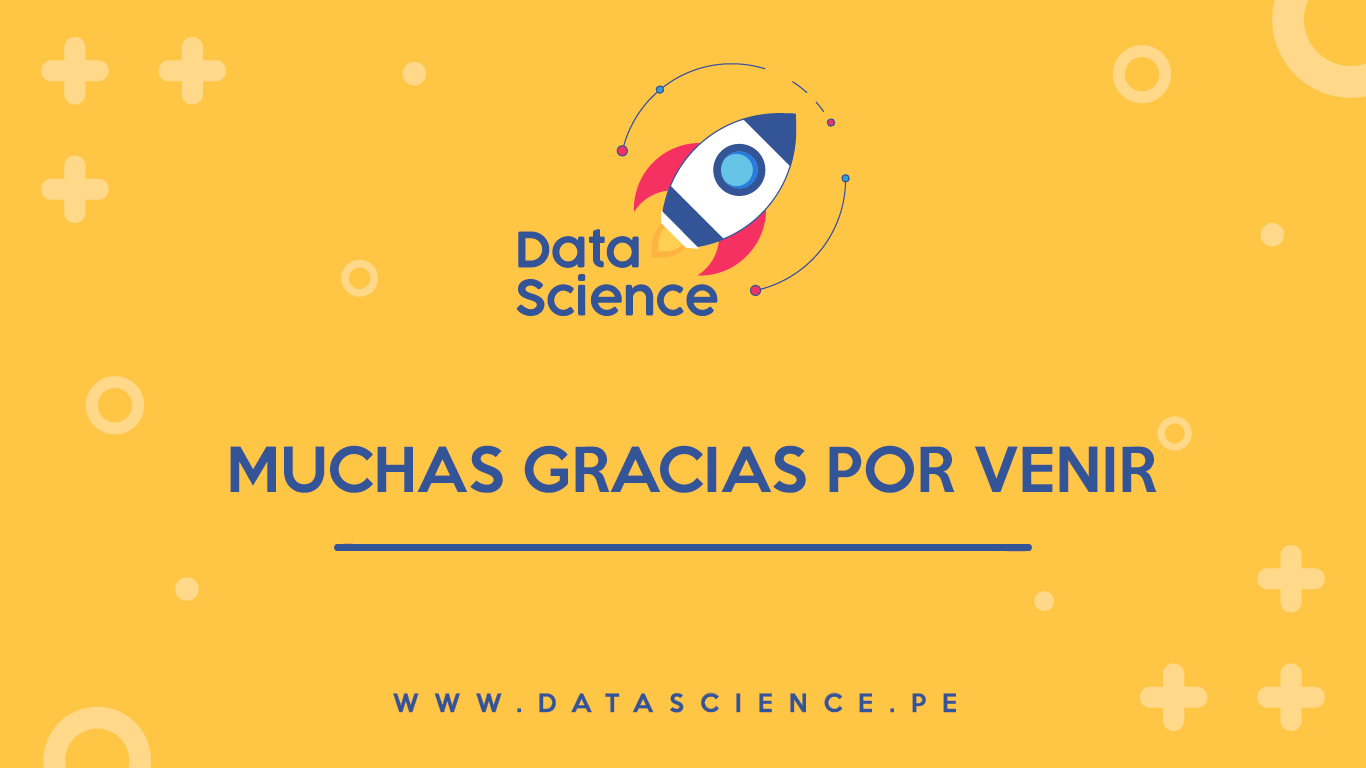 Data
Science
MUCHAS GRACIAS POR VENIR
WWW.DATASCIENCE.PE